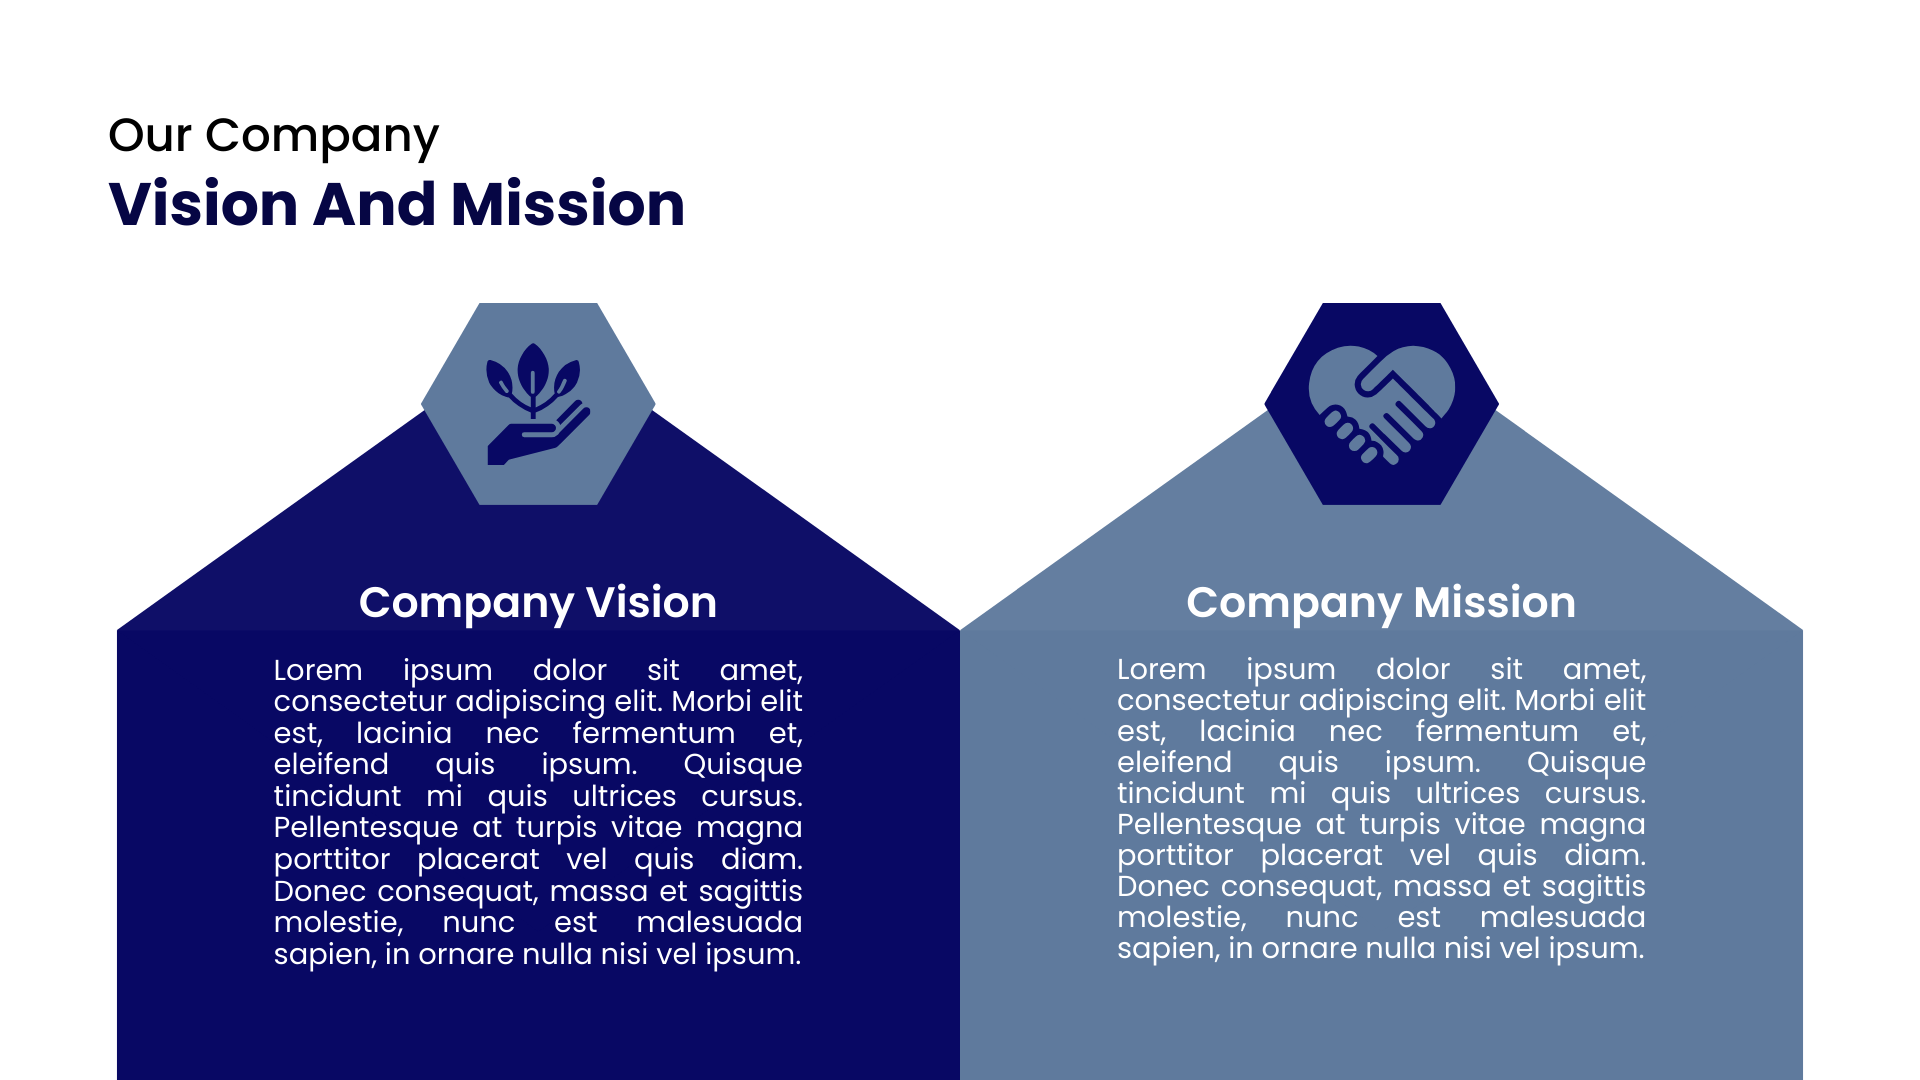 Our Company
Vision And Mission
Company Vision
Lorem ipsum dolor sit amet,
consectetur adipiscing elit. Morbi elit
est, lacinia nec fermentum et,
eleifend quis ipsum. Quisque
tincidunt mi quis ultrices cursus.
Pellentesque at turpis vitae magna
porttitor placerat vel quis diam.
Donec consequat, massa et sagittis
molestie, nunc est malesuada
sapien, in ornare nulla nisi vel ipsum.
Company Mission
Lorem ipsum dolor sit amet,
consectetur adipiscing elit. Morbi elit
est, lacinia nec fermentum et,
eleifend quis ipsum. Quisque
tincidunt mi quis ultrices cursus.
Pellentesque at turpis vitae magna
porttitor placerat vel quis diam.
Donec consequat, massa et sagittis
molestie, nunc est malesuada
sapien, in ornare nulla nisi vel ipsum.